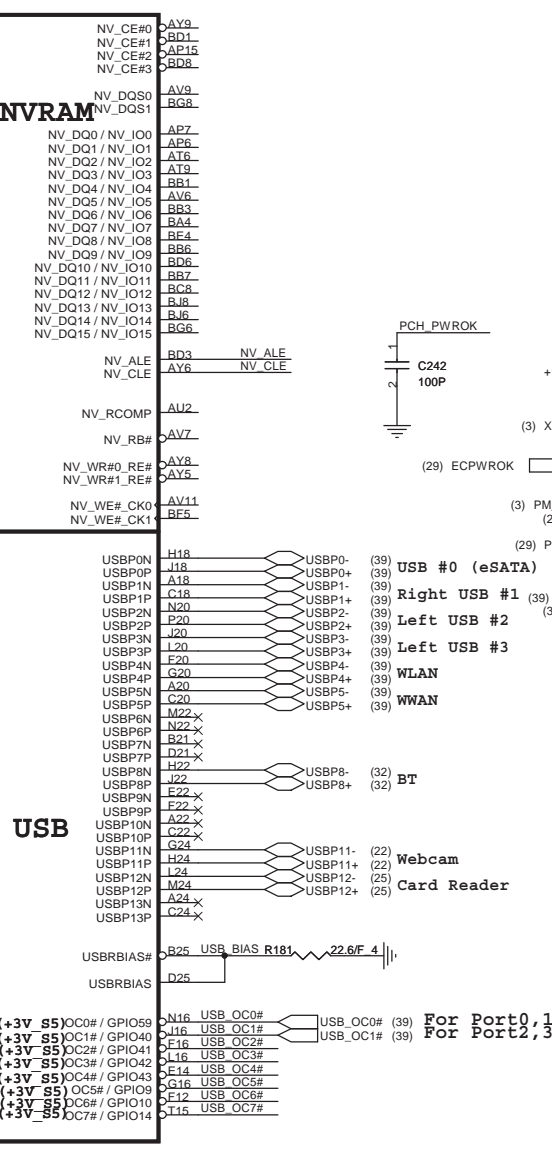 NV_CE#0 AY9
NV_CE#1 BD1
NV_CE#2 AP15
NV_CE#3 BD8
NV_DQS0 AV9
NVRAM NV_DQS1 BG8
NV_DQ0 / NV_IO0 AP7
NV_DQ1 / NV_IO1 AP6
NV_DQ2 / NV_IO2 AT6
NV_DQ3 / NV_IO3 AT9
NV_DQ4 / NV_IO4 BB1
NV_DQ5 / NV_IO5 AV6
NV_DQ6 / NV_IO6 BB3
NV_DQ7 / NV_IO7 BA4
NV_DQ8 / NV_IO8 BE4
NV_DQ9 / NV_IO9 BB6
NV_DQ10 / NV_IO10 BD6
NV_DQ11 / NV_IO11 BB7
NV_DQ12 / NV_IO12 BC8
NV_DQ13 / NV_IO13 BJ8
NV_DQ14 / NV_IO14 BJ6
NV_DQ15 / NV_IO15 BG6
PCH_PWROK
1
C242
100P
2
NV_ALE BD3 NV_ALE
NV_CLE AY6 NV_CLE
+
NV_RCOMP AU2
(3) X
NV_RB# AV7
NV_WR#0_RE# AY8
(29) ECPWROK
NV_WR#1_RE# AY5
NV_WE#_CK0 AV11
(3) PM
NV_WE#_CK1 BF5
(2
(29) P
USBP0N H18 USBP0- (39)
USBP0P J18 USBP0+ (39) USB #0 (eSATA)
USBP1N A18 USBP1- (39)
USBP1P C18 USBP1+ (39) Right USB #1 (39)
(3
USBP2N N20 USBP2- (39)
USBP2P P20 USBP2+ (39) Left USB #2
USBP3N J20 USBP3- (39)
USBP3P L20 USBP3+ (39) Left USB #3
USBP4N F20 USBP4- (39)
USBP4P G20 USBP4+ (39) WLAN
USBP5N A20 USBP5- (39)
USBP5P C20 USBP5+ (39) WWAN
USBP6N M22
USBP6P N22
USBP7N B21
USBP7P D21
USBP8N H22 USBP8- (32)
USBP8P J22 USBP8+ (32) BT
USBP9N E22
USBP9P F22
USB
USBP10N A22
USBP10P C22
USBP11N G24 USBP11- (22)
USBP11P H24 USBP11+ (22) Webcam
USBP12N L24 USBP12- (25)
USBP12P M24 USBP12+ (25) Card Reader
USBP13N A24
USBP13P C24
USBRBIAS# B25 USB_BIAS R181 22.6/F_4
USBRBIAS D25
(+3V_S5) OC0# / GPIO59 N16 USB_OC0# USB_OC0# (39) For Port0,1
(+3V_S5) OC1# / GPIO40 J16 USB_OC1# USB_OC1# (39) For Port2,3
(+3V_S5) OC2# / GPIO41 F16 USB_OC2#
(+3V_S5) OC3# / GPIO42 L16 USB_OC3#
(+3V_S5) OC4# / GPIO43 E14 USB_OC4#
(+3V_S5) OC5# / GPIO9 G16 USB_OC5#
(+3V_S5) OC6# / GPIO10 F12 USB_OC6#
(+3V_S5) OC7# / GPIO14 T15 USB_OC7#